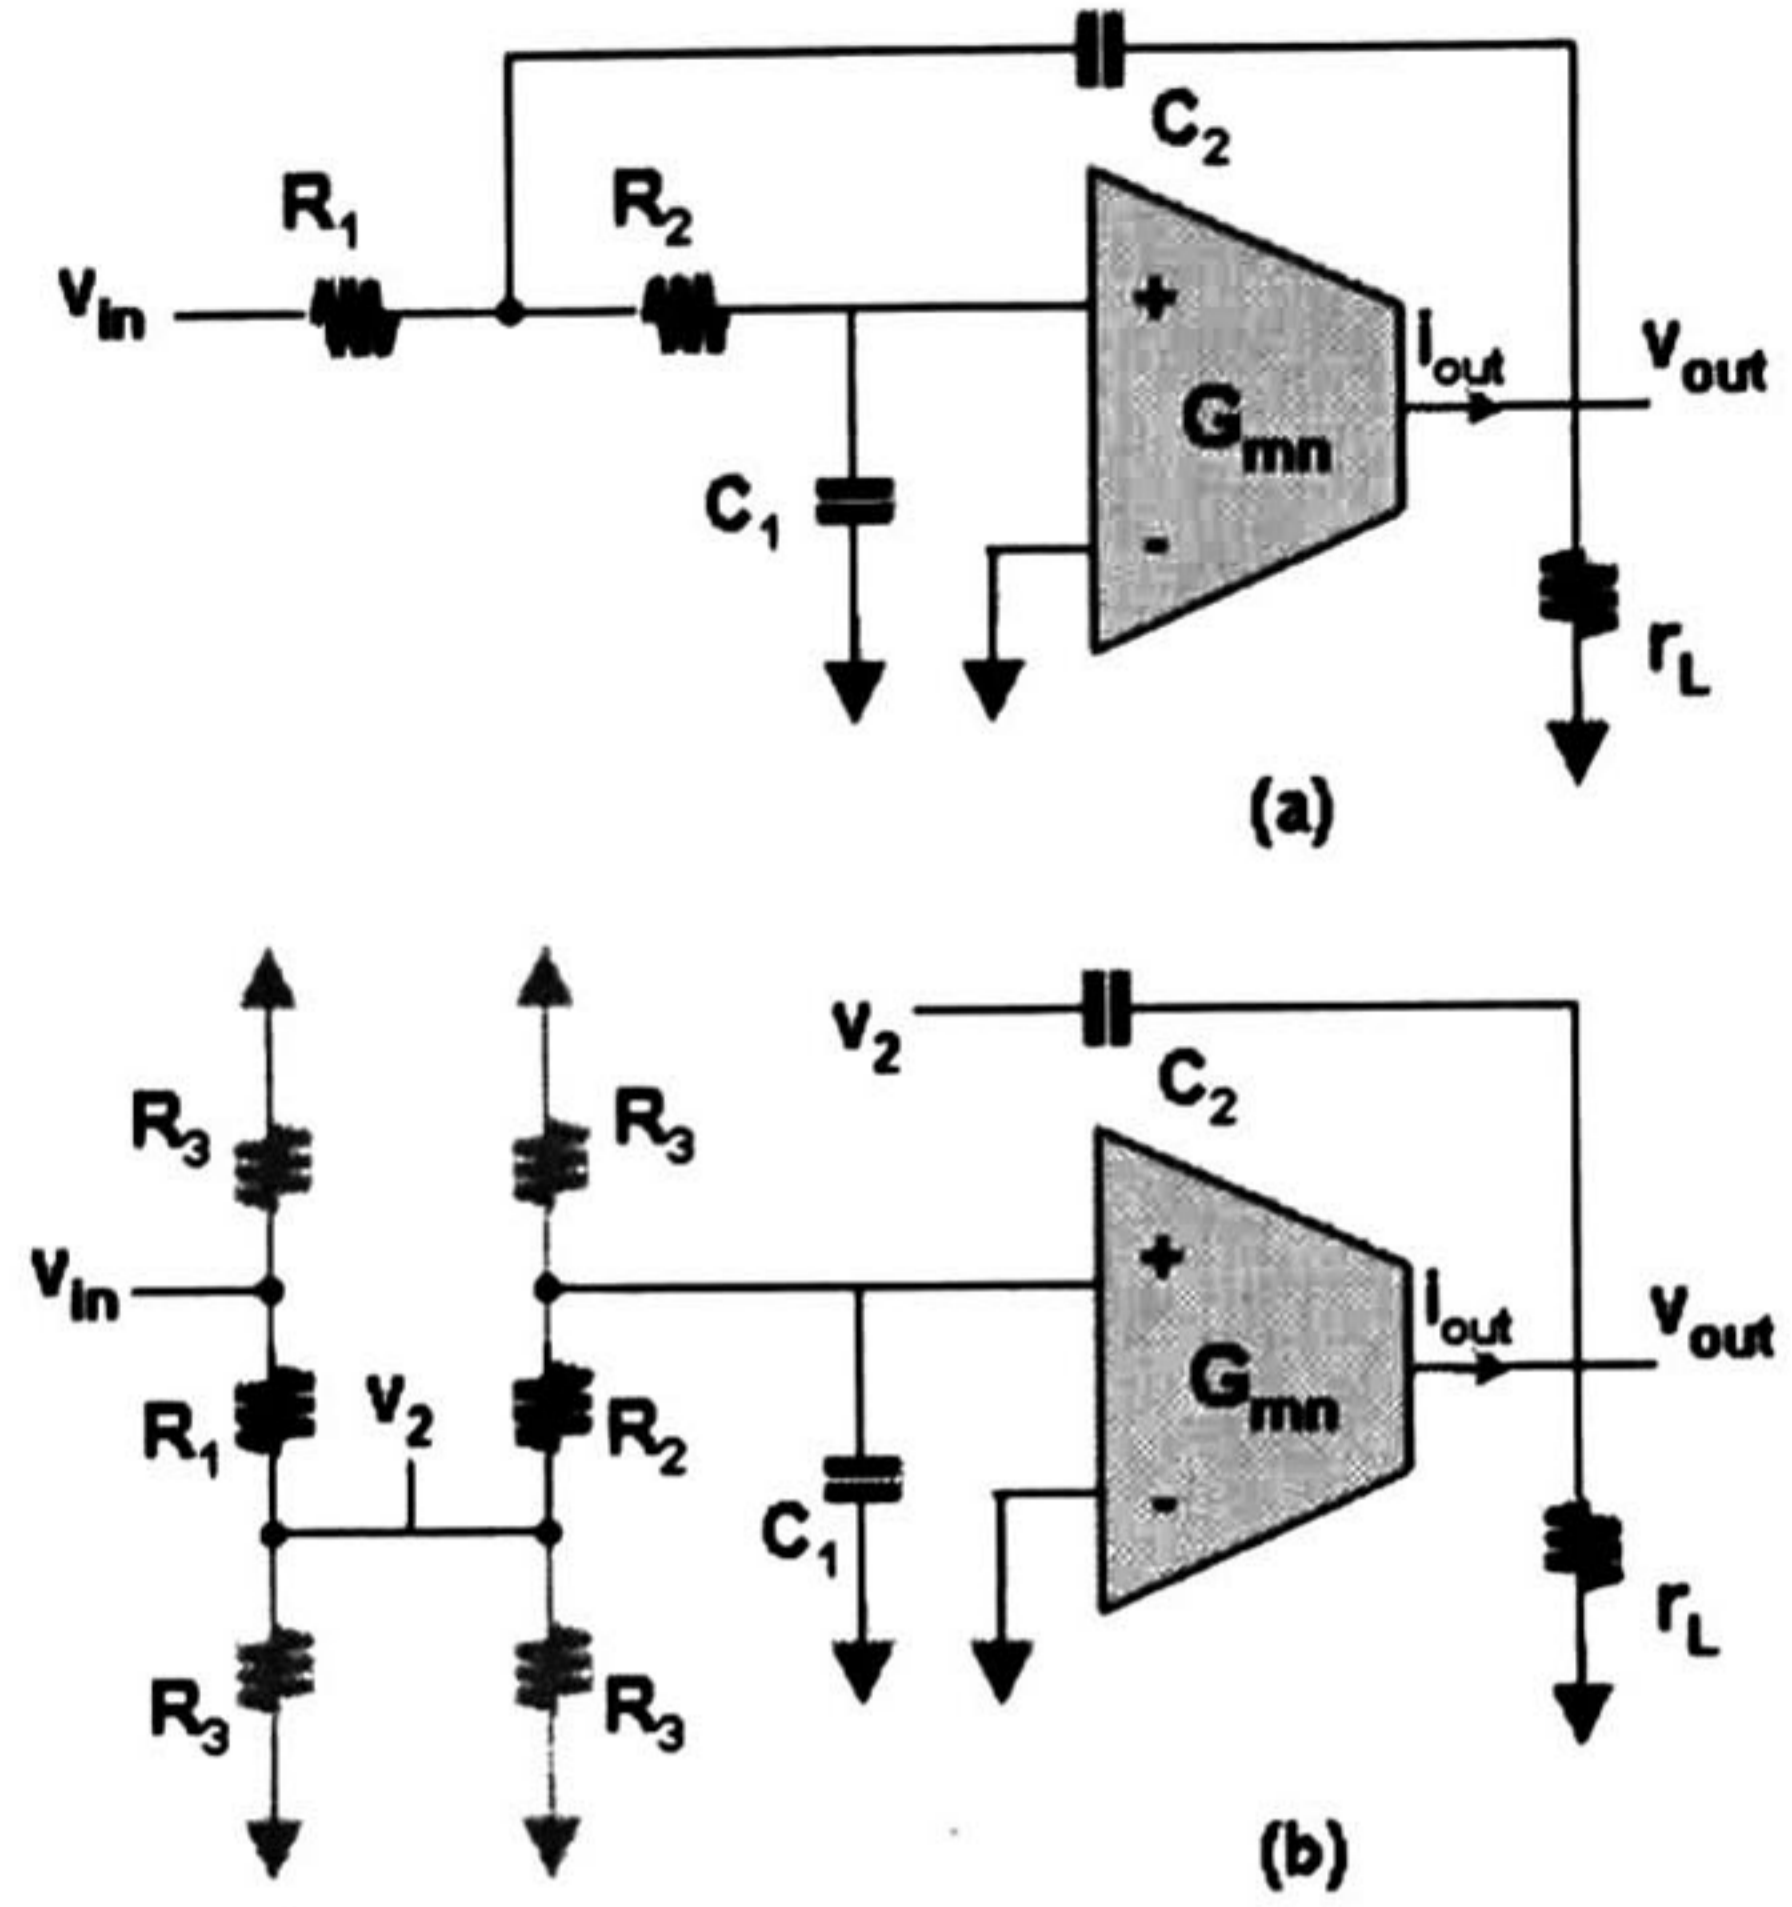 C2
R1
R2
Vin
+
iout
Vout
Gmn
C1
-
rL
(a)
V2
C2
R3
R3
+
Vin
iout
Vout
Gmn
V2
R1
R2
-
C1
rL
R3
R3
(b)